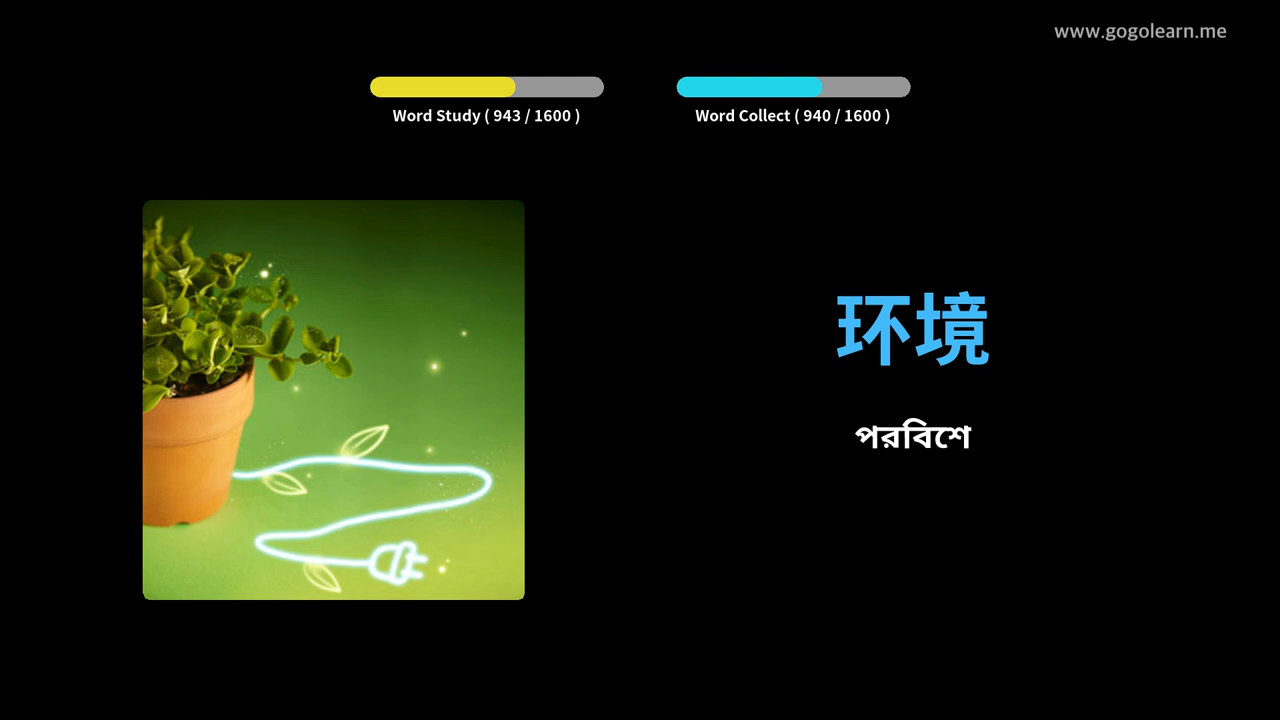 www.gogolearn.me
Word Study ( 943 / 1600 )
Word Collect ( 940 / 1600 )
环境
পরবিশে